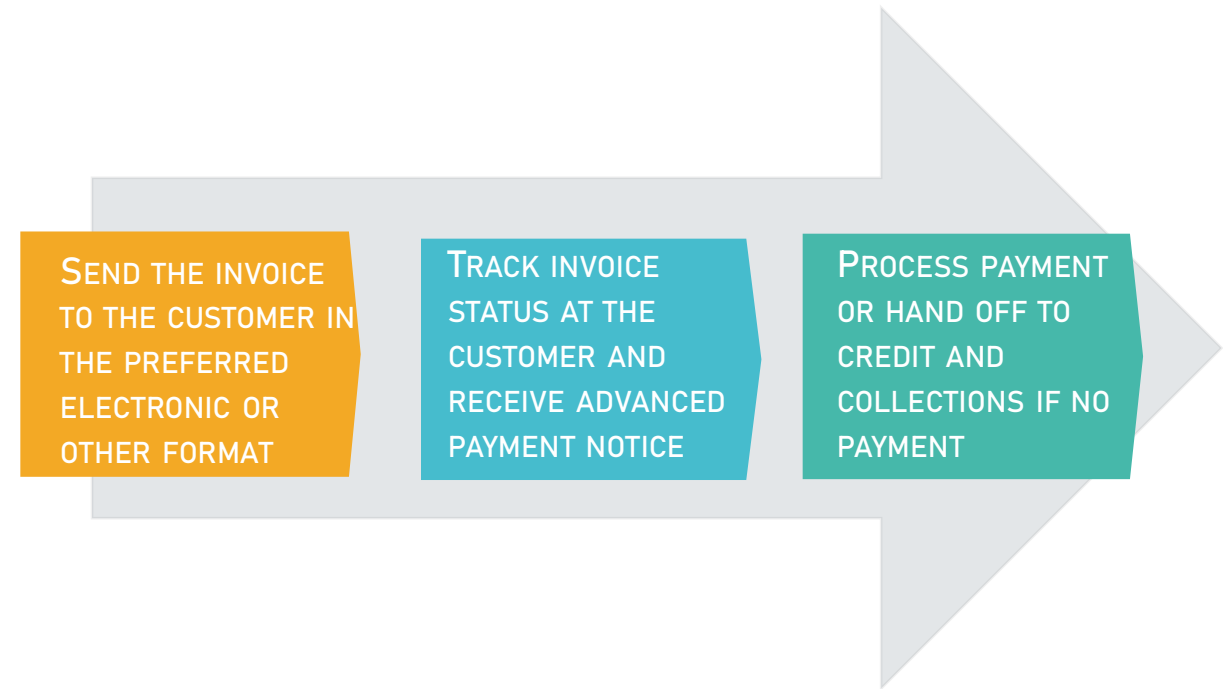 Send the invoice
to the customer in
the preferred
electronic or
other format
Track invoice
status at the
customer and
receive advanced
payment notice
Process payment
or hand off to
credit and
collections if no
payment